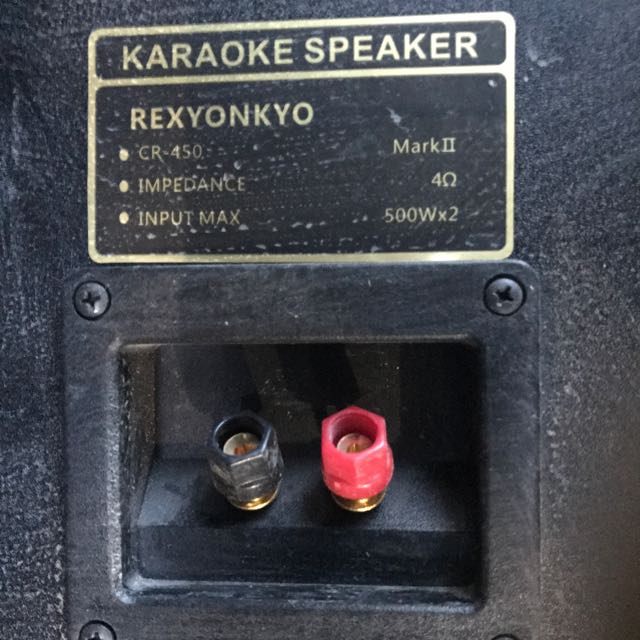 KARAOKE SPEAKER
REXYONKYO
CR-450 MarkⅡ
IMPEDANCE 4Ω
INPUT MAX 500Wx2